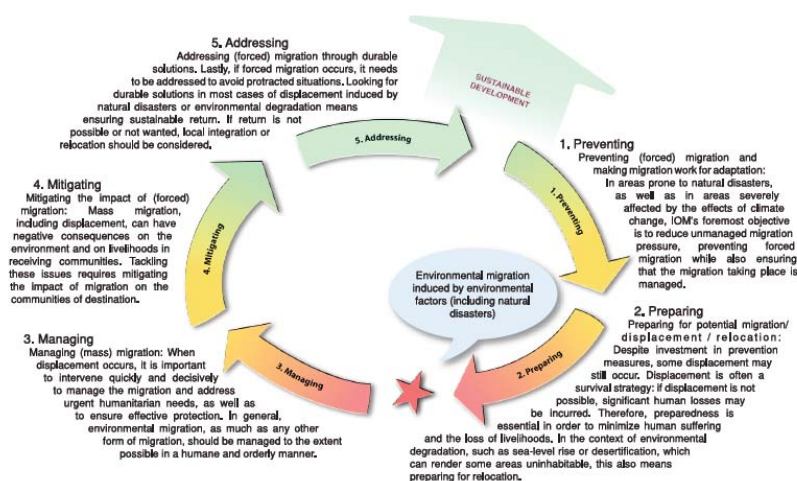 5. Addressing
Addressing (forced) migration through durable
solutions. Lastly, if forced migration occurs, it needs
to be addressed to avoid protracted situations. Looking for
durable solutions in most cases of displacement induced by
natural disasters or environmental degradation means
ensuring sustainable return. If return is not
possible or not wanted, local integration or
relocation should be considered.
SUSTAINABLE
DEVELOPMENT
5. Addressing
1. Preventing
Preventing (forced) migration and
making migration work for adaptation:
In areas prone to natural disasters,
as well as in areas severely
affected by the effects of climate
change, IOM's foremost objective
is to reduce unmanaged migration
pressure, preventing forced
migration while also ensuring
that the migration taking place is
managed.
1. Preventing
4. Mitigating
Mitigating the impact of (forced)
migration: Mass migration,
including displacement, can have
negative consequences on the
environment and on livelihoods in
receiving communities. Tackling
these issues requires mitigating
the impact of migration on the
communities of destination.
4. Mitigating
Environmental migration
induced by environmental
factors (including natural
disasters)
2. Preparing
Preparing for potential migration/
displacement / relocation:
Despite investment in prevention
measures, some displacement may
still occur. Displacement is often a
survival strategy: if displacement is not
possible, significant human losses may
be incurred. Therefore, preparedness is
essential in order to minimize human suffering
and the loss of livelihoods. In the context of environmental
degradation, such as sea-level rise or desertification, which
can render some areas uninhabitable, this also means
preparing for relocation.
2. Preparing
3. Managing
Managing (mass) migration: When
displacement occurs, it is important
to intervene quickly and decisively
to manage the migration and address
urgent humanitarian needs, as well as
to ensure effective protection. In general,
environmental migration, as much as any other
form of migration, should be managed to the extent
possible in a humane and orderly manner.
3. Managing